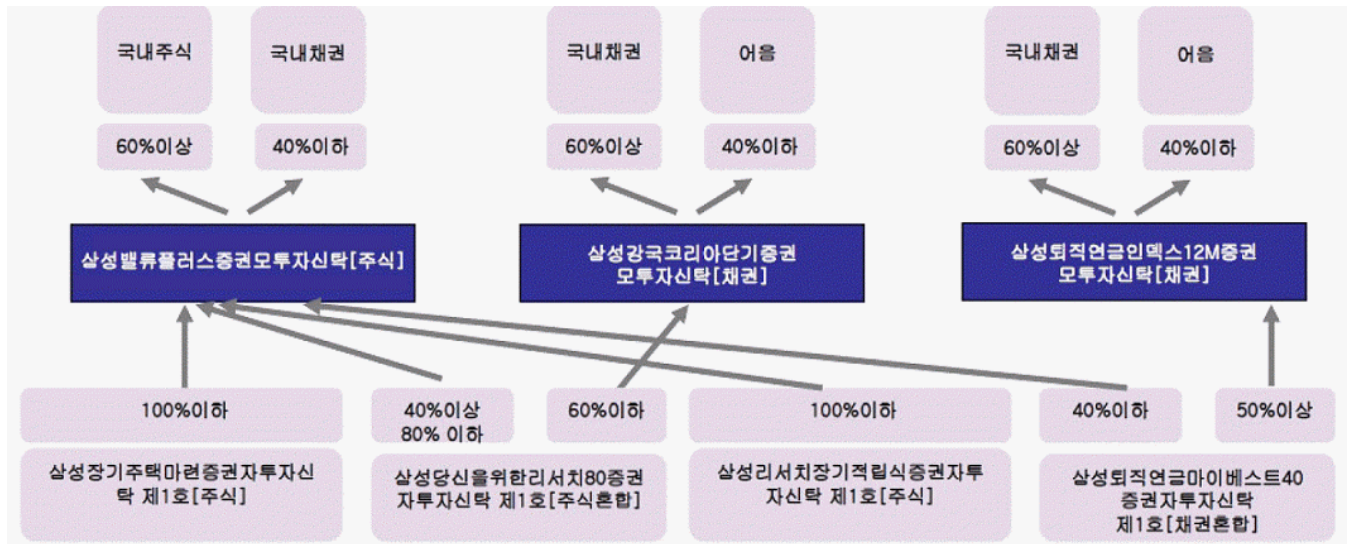 국내주식
국내채권
국내채권
어음
국내채권
어음
60%이상
40%이하
60%이상
40%이하
60%이상
40%이하
삼성밸류플러스증권모투자신탁[주식]
삼성강국코리아단기증권
모투자신탁[채권]
삼성퇴직연금인덱스12M증권
모투자신탁[채권]
100%이하
40%이상
80% 이하
60%이하
100%이하
40%이하
50%이상
삼성장기주택마련증권자투자신
탁 제1호[주식]
삼성당신을위한리서치80증권
자투자신탁 제1호[주식혼합]
삼성리서치장기적립식증권자투
자신탁 제1호[주식]
삼성퇴직연금마이베스트40
증권자투자신탁
제1호[채권혼합]